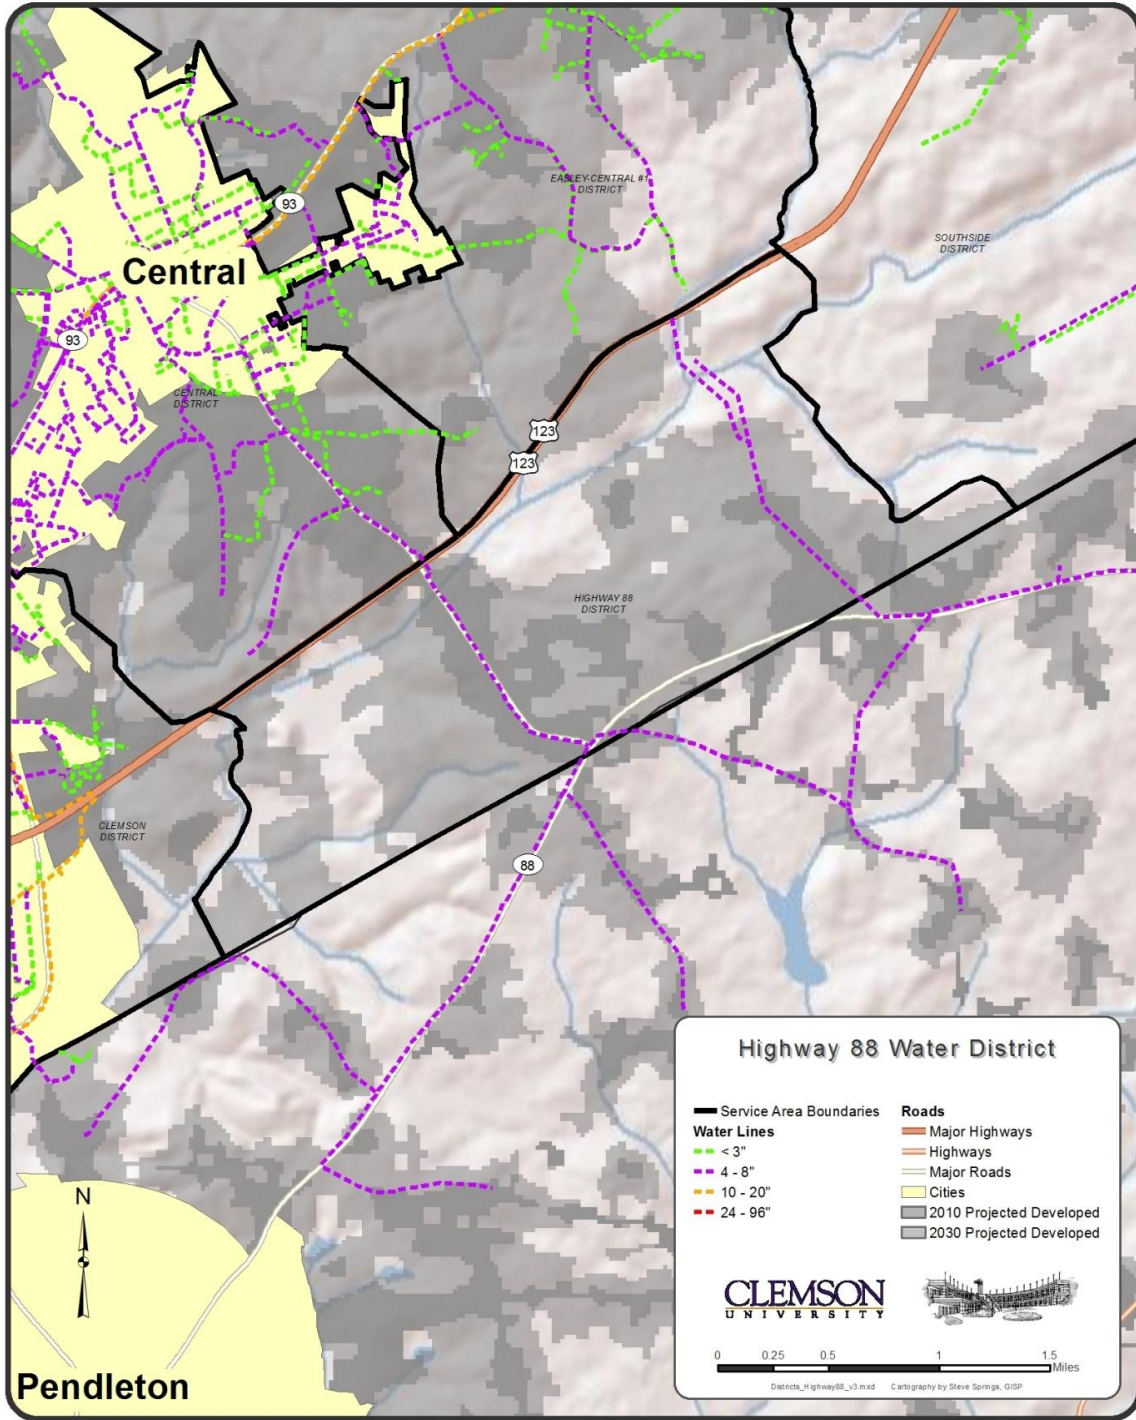 93
EASLEY-CENTRAL #1
DISTRICT
SOUTHSIDE
DISTRICT
Central
93
CENTRAL
DISTRICT
123
123
HIGHWAY 88
DISTRICT
CLEMSON
DISTRICT
88
N
Pendleton
Highway 88 Water District
Service Area Boundaries
Water Lines
< 3"
4 - 8"
10 - 20"
24 - 96"
Roads
Major Highways
Highways
Major Roads
Cities
2010 Projected Developed
2030 Projected Developed
CLEMSON
UNIVERSITY
0 0.25 0.5 1 1.5
Miles
Districts_Highway88_v3.mxd Cartography by Steve Springs, GISP